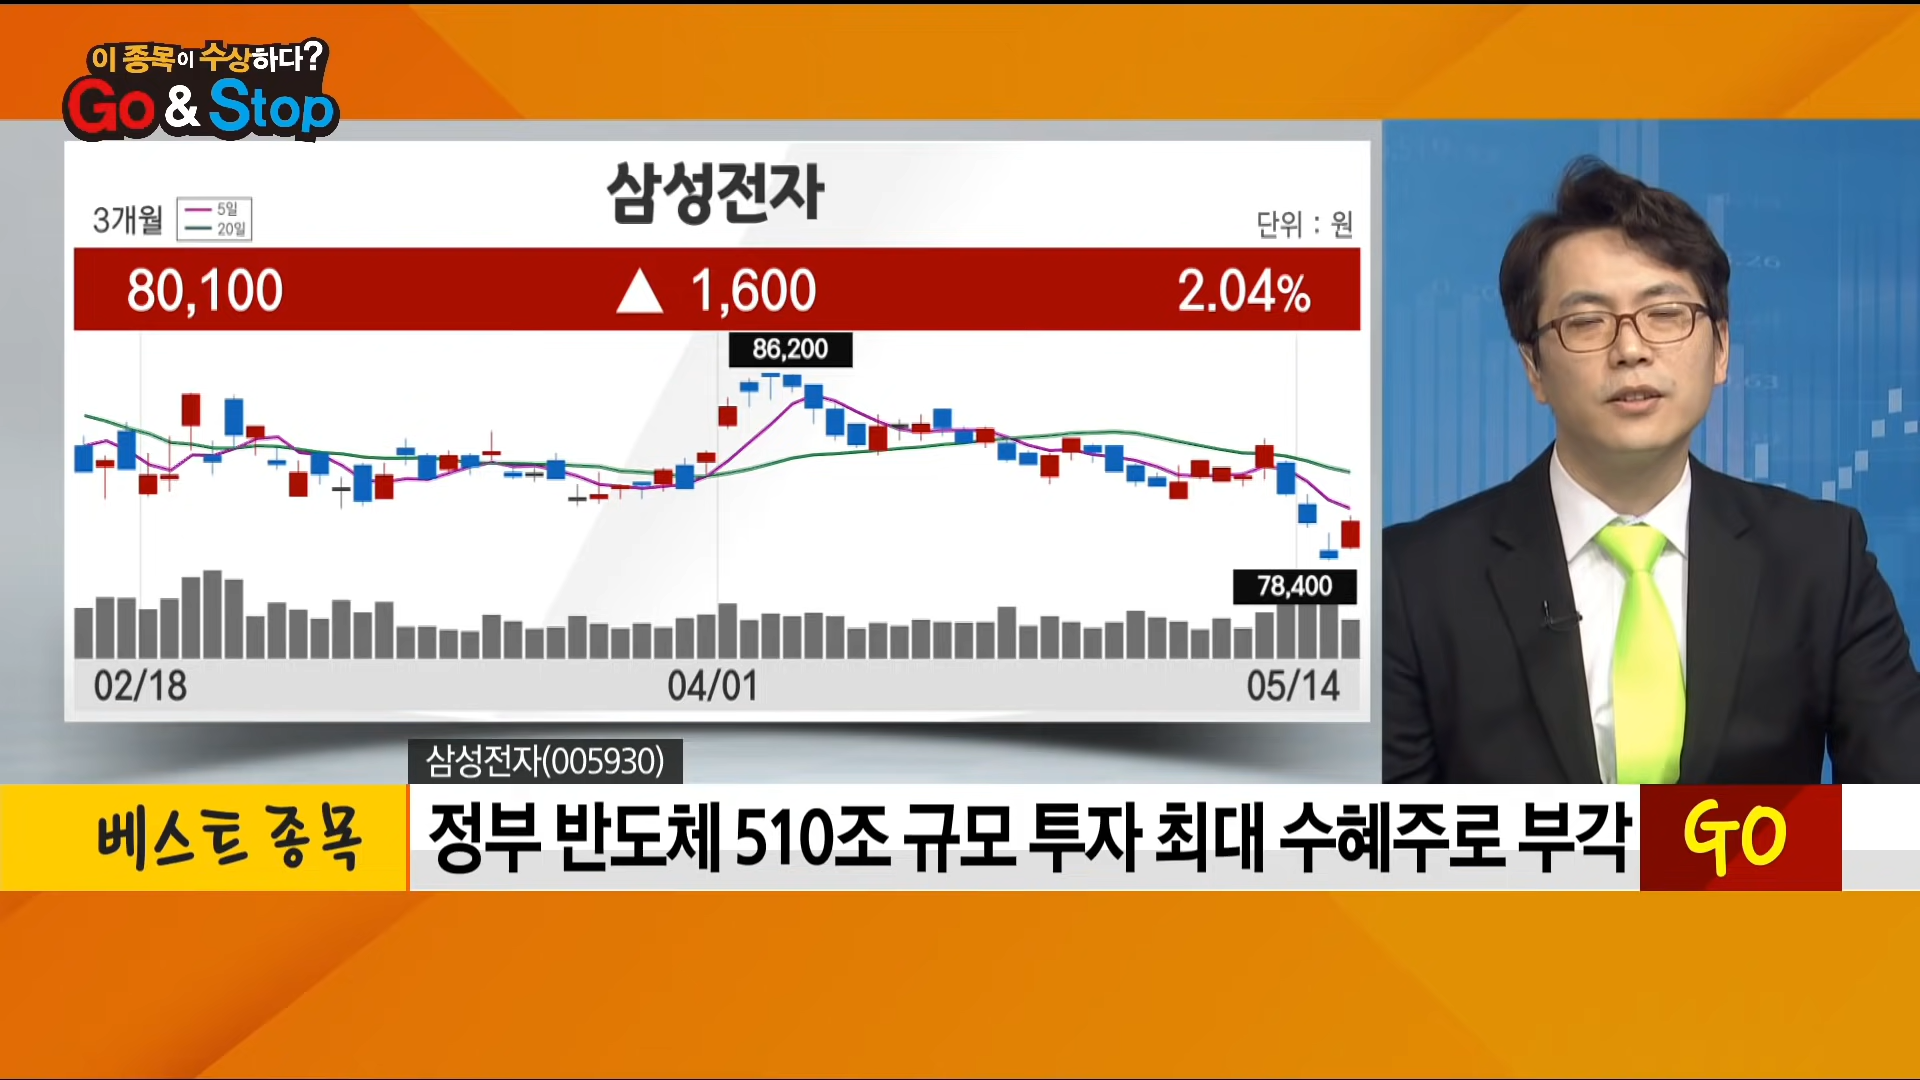 이 종목이 수상하다?
Go & Stop
삼성전자
3개월
5일
20일
단위 : 원
80,100 ▲ 1,600 2.04%
86,200
78,400
02/18 04/01 05/14
삼성전자(005930)
베스트 종목
정부 반도체 510조 규모 투자 최대 수혜주로 부각
GO